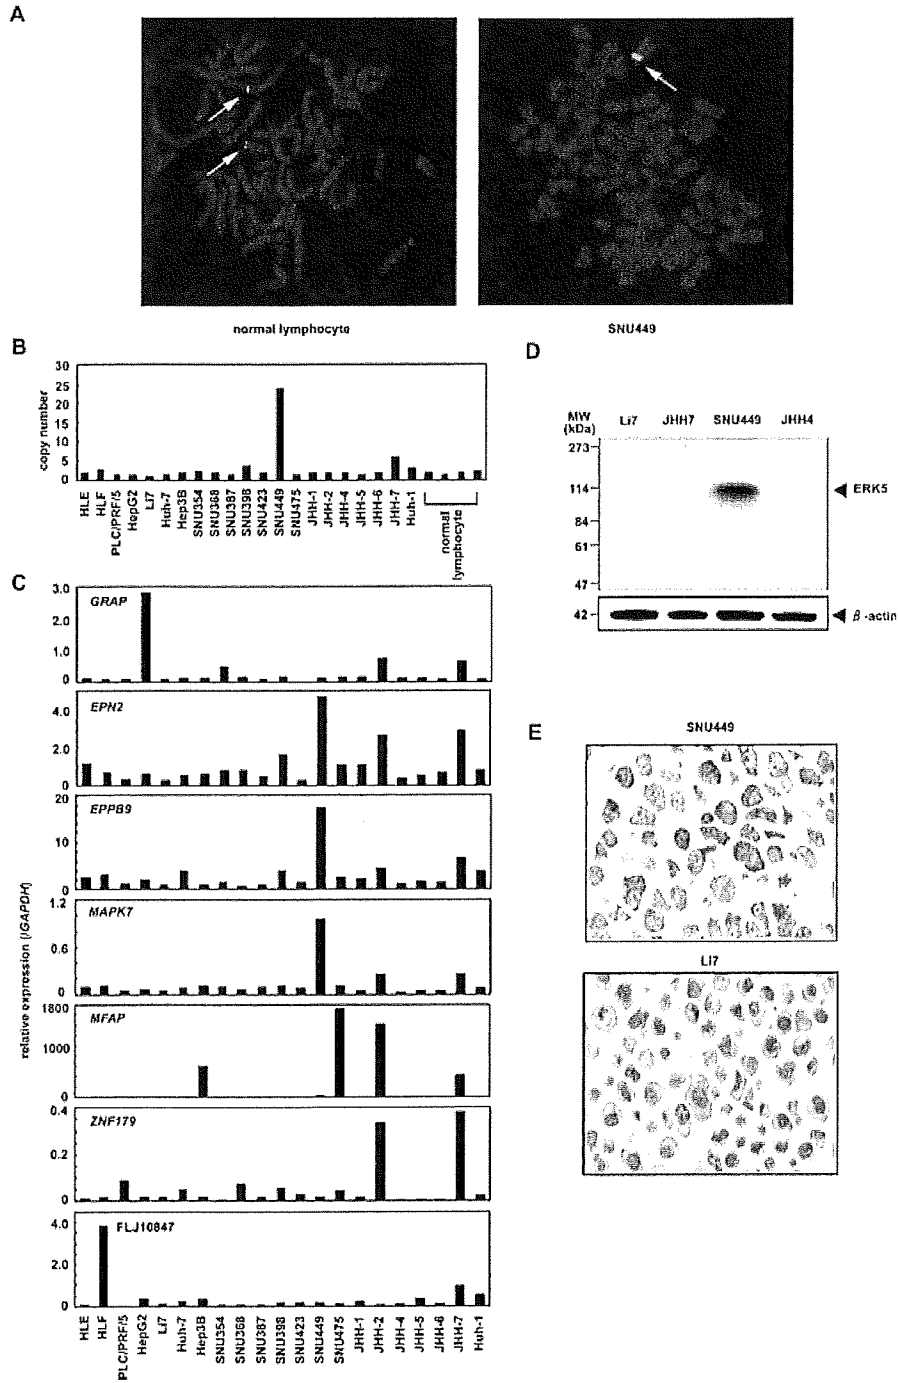 A
normal lymphocyte
SNU449
B
copy number
30
25
20
15
10
5
0
HLE
HLF
PLC/PRF/5
HepG2
Li7
Huh-7
Hep3B
SNU354
SNU368
SNU387
SNU398
SNU423
SNU449
SNU475
JHH-1
JHH-2
JHH-4
JHH-5
JHH-6
JHH-7
Huh-1
normal
lymphocyte
C
relative expression (/GAPDH)
GRAP
3.0
2.0
1.0
0
EPN2
4.0
2.0
0
EPPB9
20
10
0
MAPK7
1.2
0.6
0
MFAP
1800
1000
0
ZNF179
0.4
0.2
0
FLJ10847
4.0
2.0
0
HLE
HLF
PLC/PRF/5
HepG2
Li7
Huh-7
Hep3B
SNU354
SNU368
SNU387
SNU398
SNU423
SNU449
SNU475
JHH-1
JHH-2
JHH-4
JHH-5
JHH-6
JHH-7
Huh-1
D
MW
(kDa)
Li7 JHH7 SNU449 JHH4
273
114
84
61
47
42
ERK5
β-actin
E
SNU449
Li7